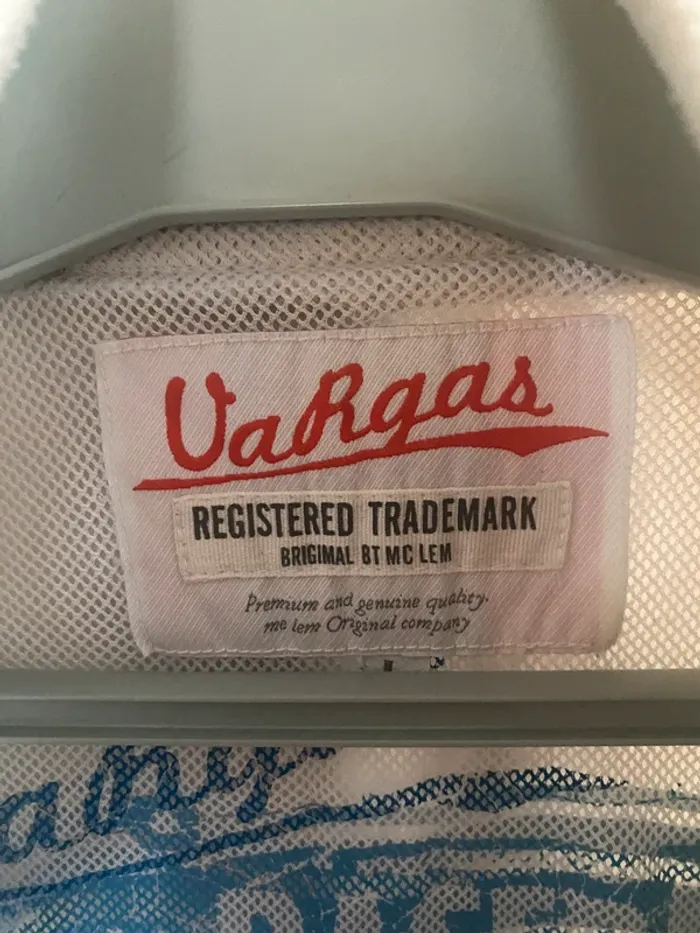 VaRgas
REGISTERED TRADEMARK
BRIGIMAL BT MC LEM
Premium and genuine quality.
me lem Original company
L